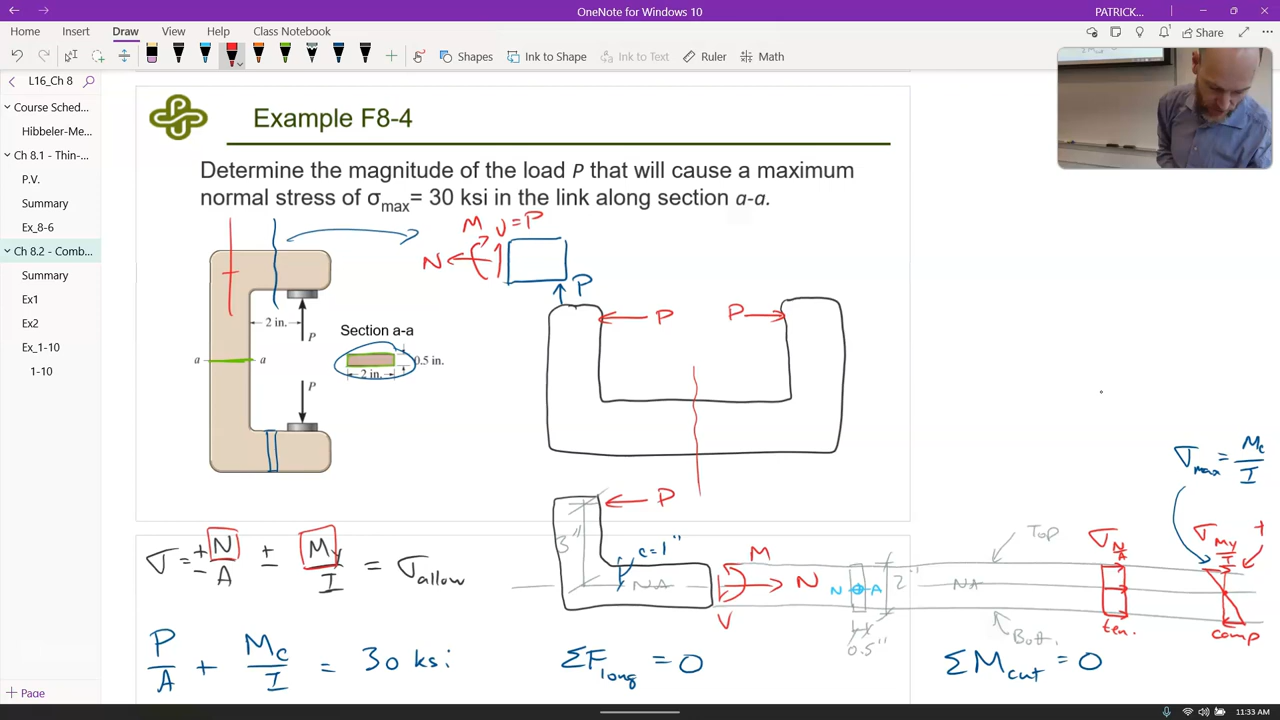 OneNote for Windows 10
PATRICK...
Home
Insert
Draw
View
Help
Class Notebook
Share
Shapes
Ink to Shape
Ink to Text
Ruler
Math
L16_Ch 8
Course Sched...
Hibbeler-Me...
Ch 8.1 - Thin-...
P.V.
Summary
Ex_8-6
Ch 8.2 - Comb...
Summary
Ex1
Ex2
Ex_1-10
1-10
Page
Example F8-4
Determine the magnitude of the load P that will cause a maximum
normal stress of σmax= 30 ksi in the link along section a-a.
M V=P
N
P
2 in.
P
Section a-a
a
a
0.5 in.
2 in.
P
P
P
P
3"
c=1"
NA
M
N
V
N A
2"
0.5"
NA
Top
Bott.
σ N/A
ten.
σmax = Mc/I
σ My/I
+
comp
σ = ± N/A ± My/I = σallow
P/A + Mc/I = 30 ksi
ΣFlong = 0
ΣMcut = 0
11:33 AM